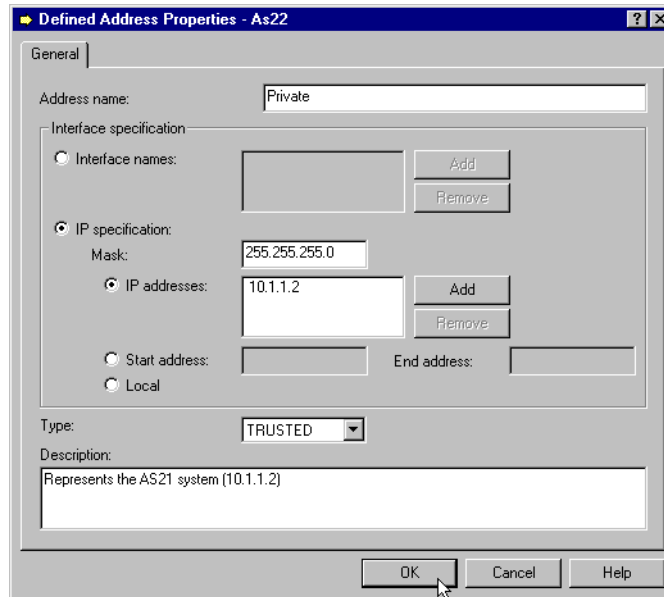 Defined Address Properties - As22
General
Address name: Private
Interface specification
Interface names: Add
Remove
IP specification:
Mask: 255.255.255.0
IP addresses: 10.1.1.2 Add
Remove
Start address: End address:
Local
Type: TRUSTED
Description:
Represents the AS21 system (10.1.1.2)
OK Cancel Help